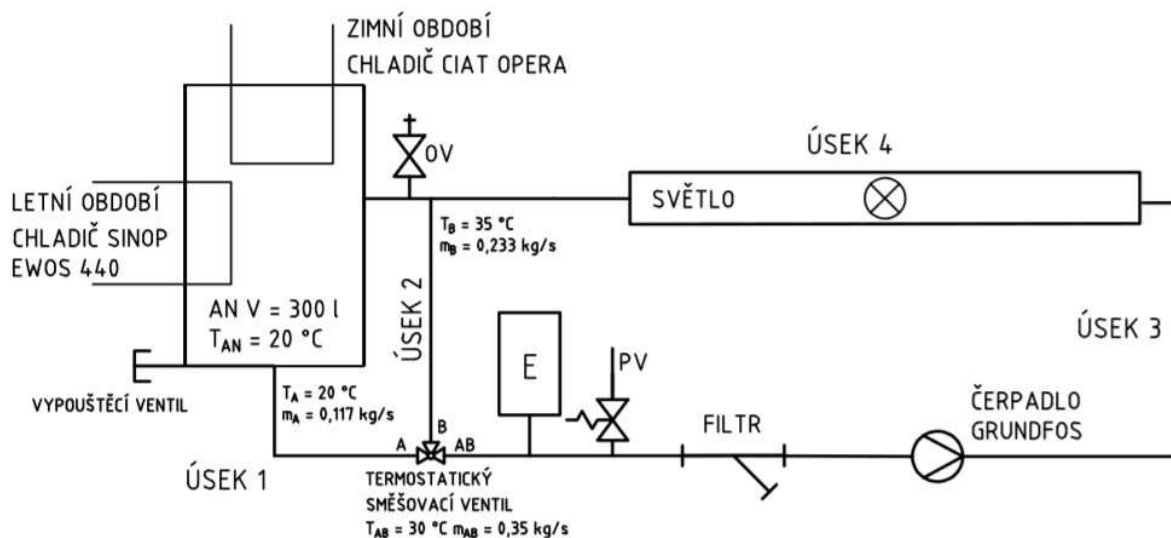 ZIMNÍ OBDOBÍ
CHLADIČ CIAT OPERA
OV
ÚSEK 4
SVĚTLO
LETNÍ OBDOBÍ
CHLADIČ SINOP
EWOS 440
T_B = 35 °C
m_B = 0,233 kg/s
ÚSEK 2
AN V = 300 l
T_AN = 20 °C
ÚSEK 3
E
PV
VYPOUŠTĚCÍ VENTIL
T_A = 20 °C
m_A = 0,117 kg/s
ČERPADLO
GRUNDFOS
FILTR
B
A
AB
ÚSEK 1
TERMOSTATICKÝ
SMĚŠOVACÍ VENTIL
T_AB = 30 °C m_AB = 0,35 kg/s